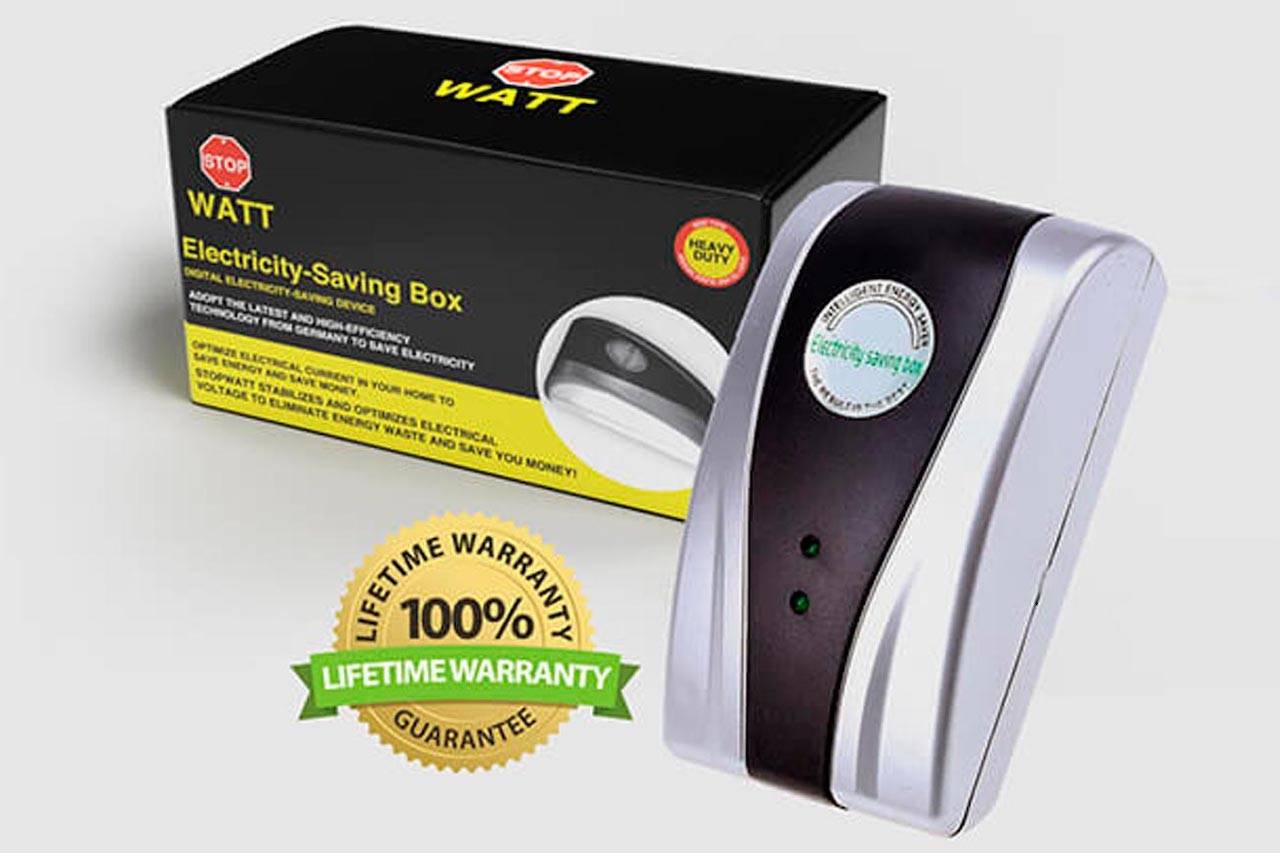 STOP
WATT
STOP
WATT
Electricity-Saving Box
DIGITAL ELECTRICITY-SAVING DEVICE
ADOPT THE LATEST AND HIGH-EFFICIENCY
TECHNOLOGY FROM GERMANY TO SAVE ELECTRICITY
OPTIMIZE ELECTRICAL CURRENT IN YOUR HOME TO
SAVE ENERGY AND SAVE MONEY.
STOPWATT STABILIZES AND OPTIMIZES ELECTRICAL
VOLTAGE TO ELIMINATE ENERGY WASTE AND SAVE YOU MONEY!
HEAVY
DUTY
INTELLIGENT ENERGY SAVER
Electricity saving box
LIFETIME WARRANTY
100%
LIFETIME WARRANTY
GUARANTEE